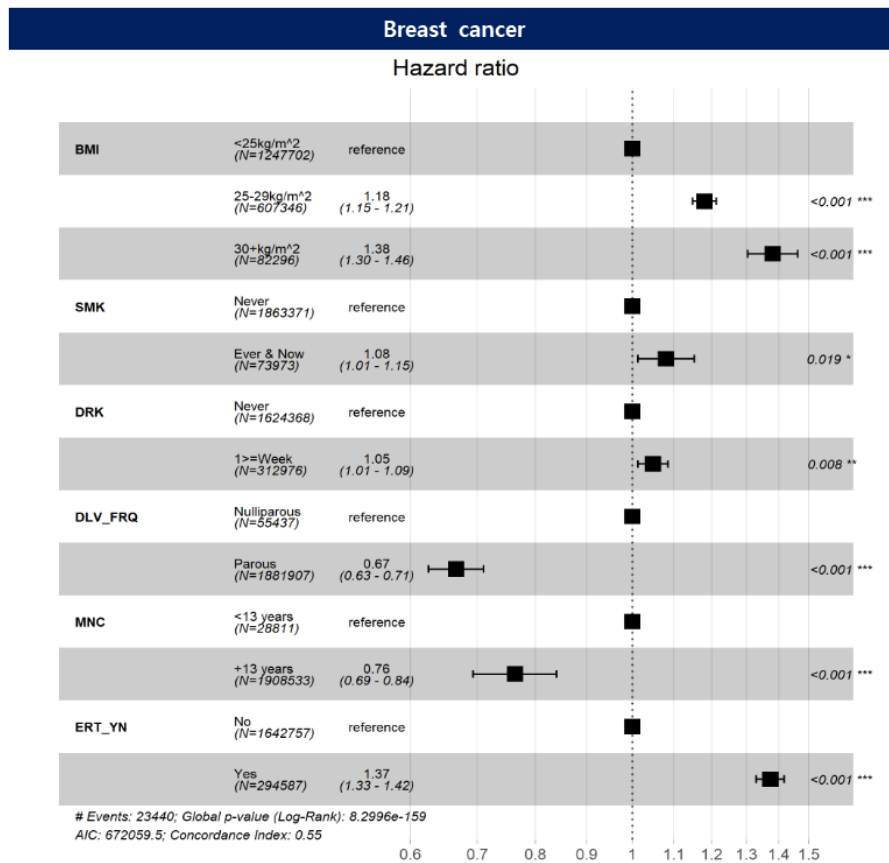 Breast cancer
Hazard ratio
BMI <25kg/m^2 reference
(N=1247702)
25-29kg/m^2 1.18 <0.001 ***
(N=607346) (1.15 - 1.21)
30+kg/m^2 1.38 <0.001 ***
(N=82296) (1.30 - 1.46)
SMK Never reference
(N=1863371)
Ever & Now 1.08 0.019 *
(N=73973) (1.01 - 1.15)
DRK Never reference
(N=1624368)
1>=Week 1.05 0.008 **
(N=312976) (1.01 - 1.09)
DLV_FRQ Nulliparous reference
(N=55437)
Parous 0.67 <0.001 ***
(N=1881907) (0.63 - 0.71)
MNC <13 years reference
(N=28811)
+13 years 0.76 <0.001 ***
(N=1908533) (0.69 - 0.84)
ERT_YN No reference
(N=1642757)
Yes 1.37 <0.001 ***
(N=294587) (1.33 - 1.42)
# Events: 23440; Global p-value (Log-Rank): 8.2996e-159
AIC: 672059.5; Concordance Index: 0.55
0.6 0.7 0.8 0.9 1 1.1 1.2 1.3 1.4 1.5